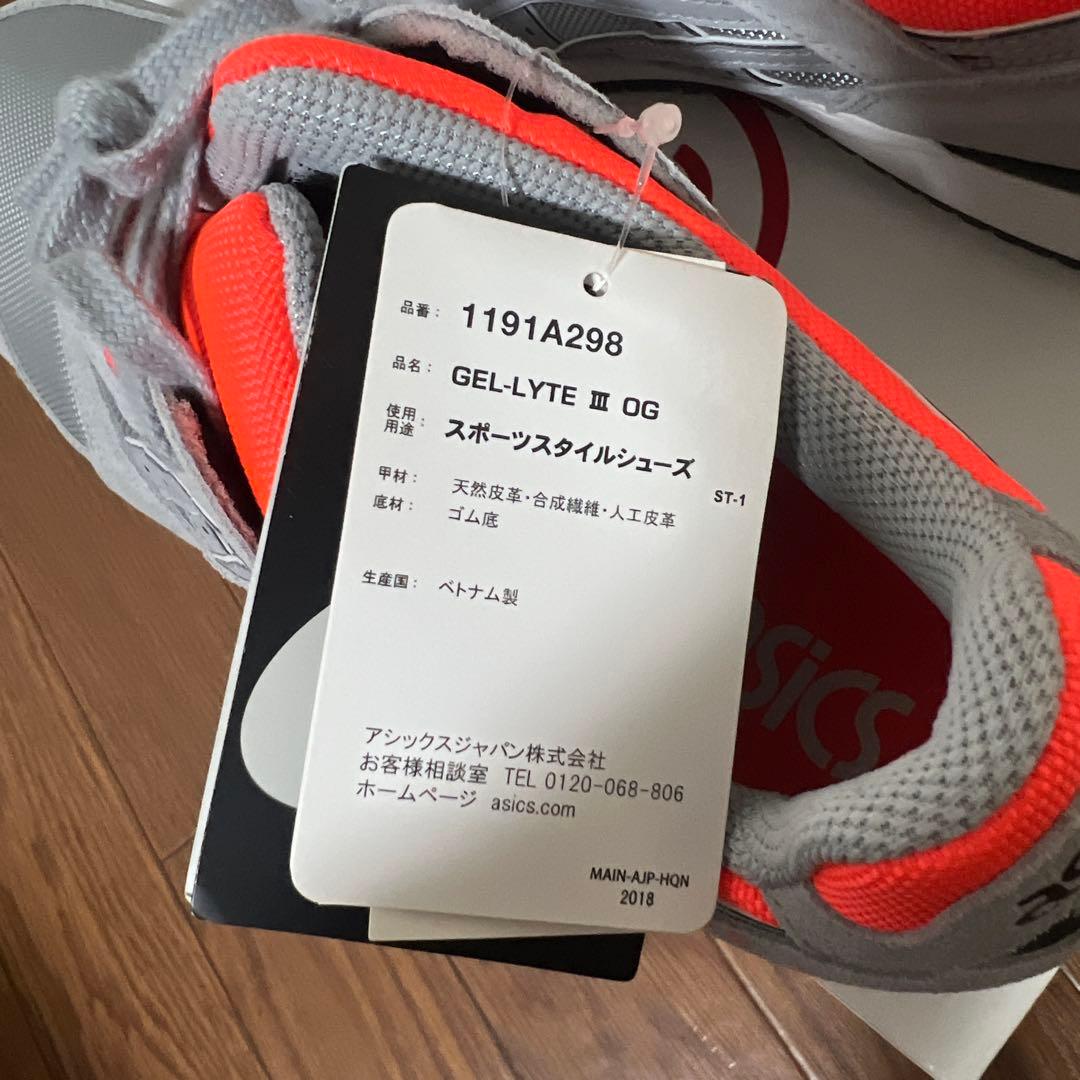 品番： 1191A298
品名： GEL-LYTE Ⅲ OG
使用用途： スポーツスタイルシューズ
ST-1
甲材： 天然皮革・合成繊維・人工皮革
底材： ゴム底
生産国： ベトナム製
アシックスジャパン株式会社
お客様相談室 TEL 0120-068-806
ホームページ asics.com
MAIN-AJP-HQN
2018
asics